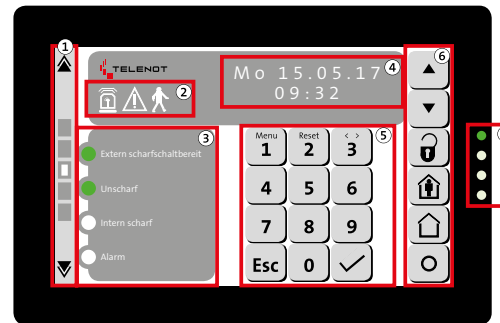 1
TELENOT
2
Mo 15.05.17
09:32
4
6
3
Extern scharfschaltbereit
Unscharf
Intern scharf
Alarm
5
Menu Reset < >
1 2 3
4 5 6
7 8 9
Esc 0